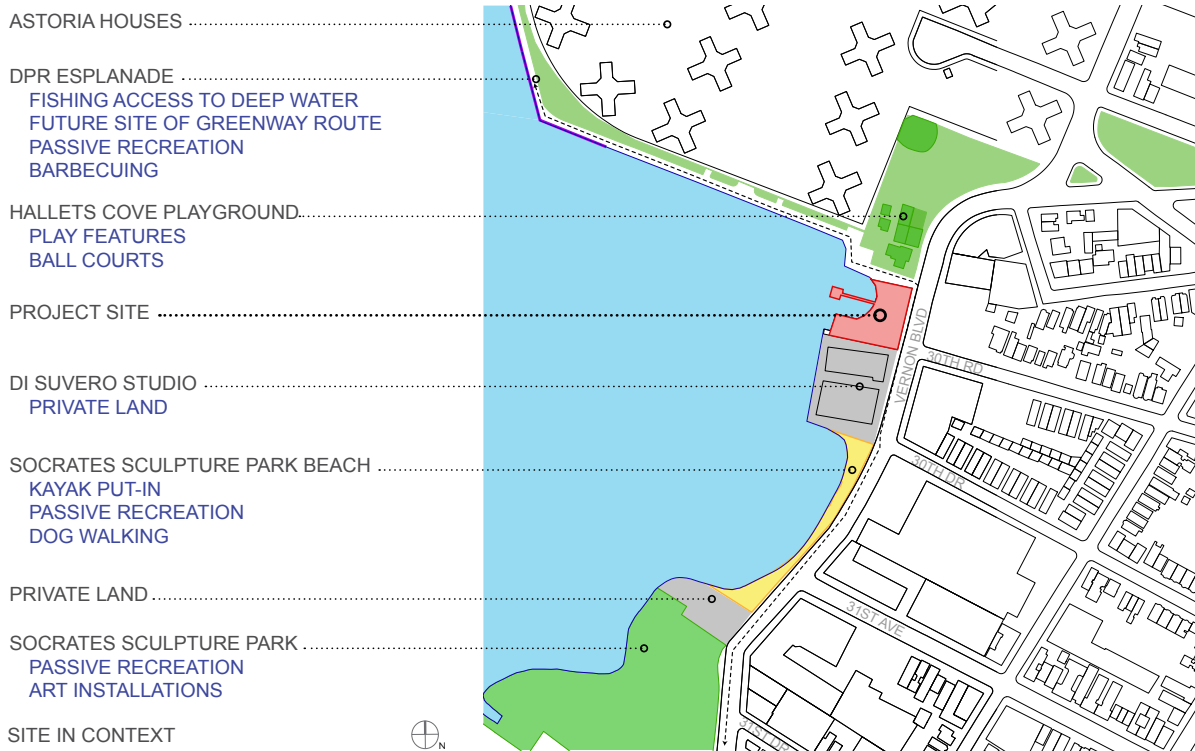 ASTORIA HOUSES
DPR ESPLANADE
FISHING ACCESS TO DEEP WATER
FUTURE SITE OF GREENWAY ROUTE
PASSIVE RECREATION
BARBECUING
HALLETS COVE PLAYGROUND
PLAY FEATURES
BALL COURTS
PROJECT SITE
DI SUVERO STUDIO
PRIVATE LAND
SOCRATES SCULPTURE PARK BEACH
KAYAK PUT-IN
PASSIVE RECREATION
DOG WALKING
PRIVATE LAND
SOCRATES SCULPTURE PARK
PASSIVE RECREATION
ART INSTALLATIONS
SITE IN CONTEXT
N
VERNON BLVD
30TH RD
30TH DR
31ST AVE
31ST DR